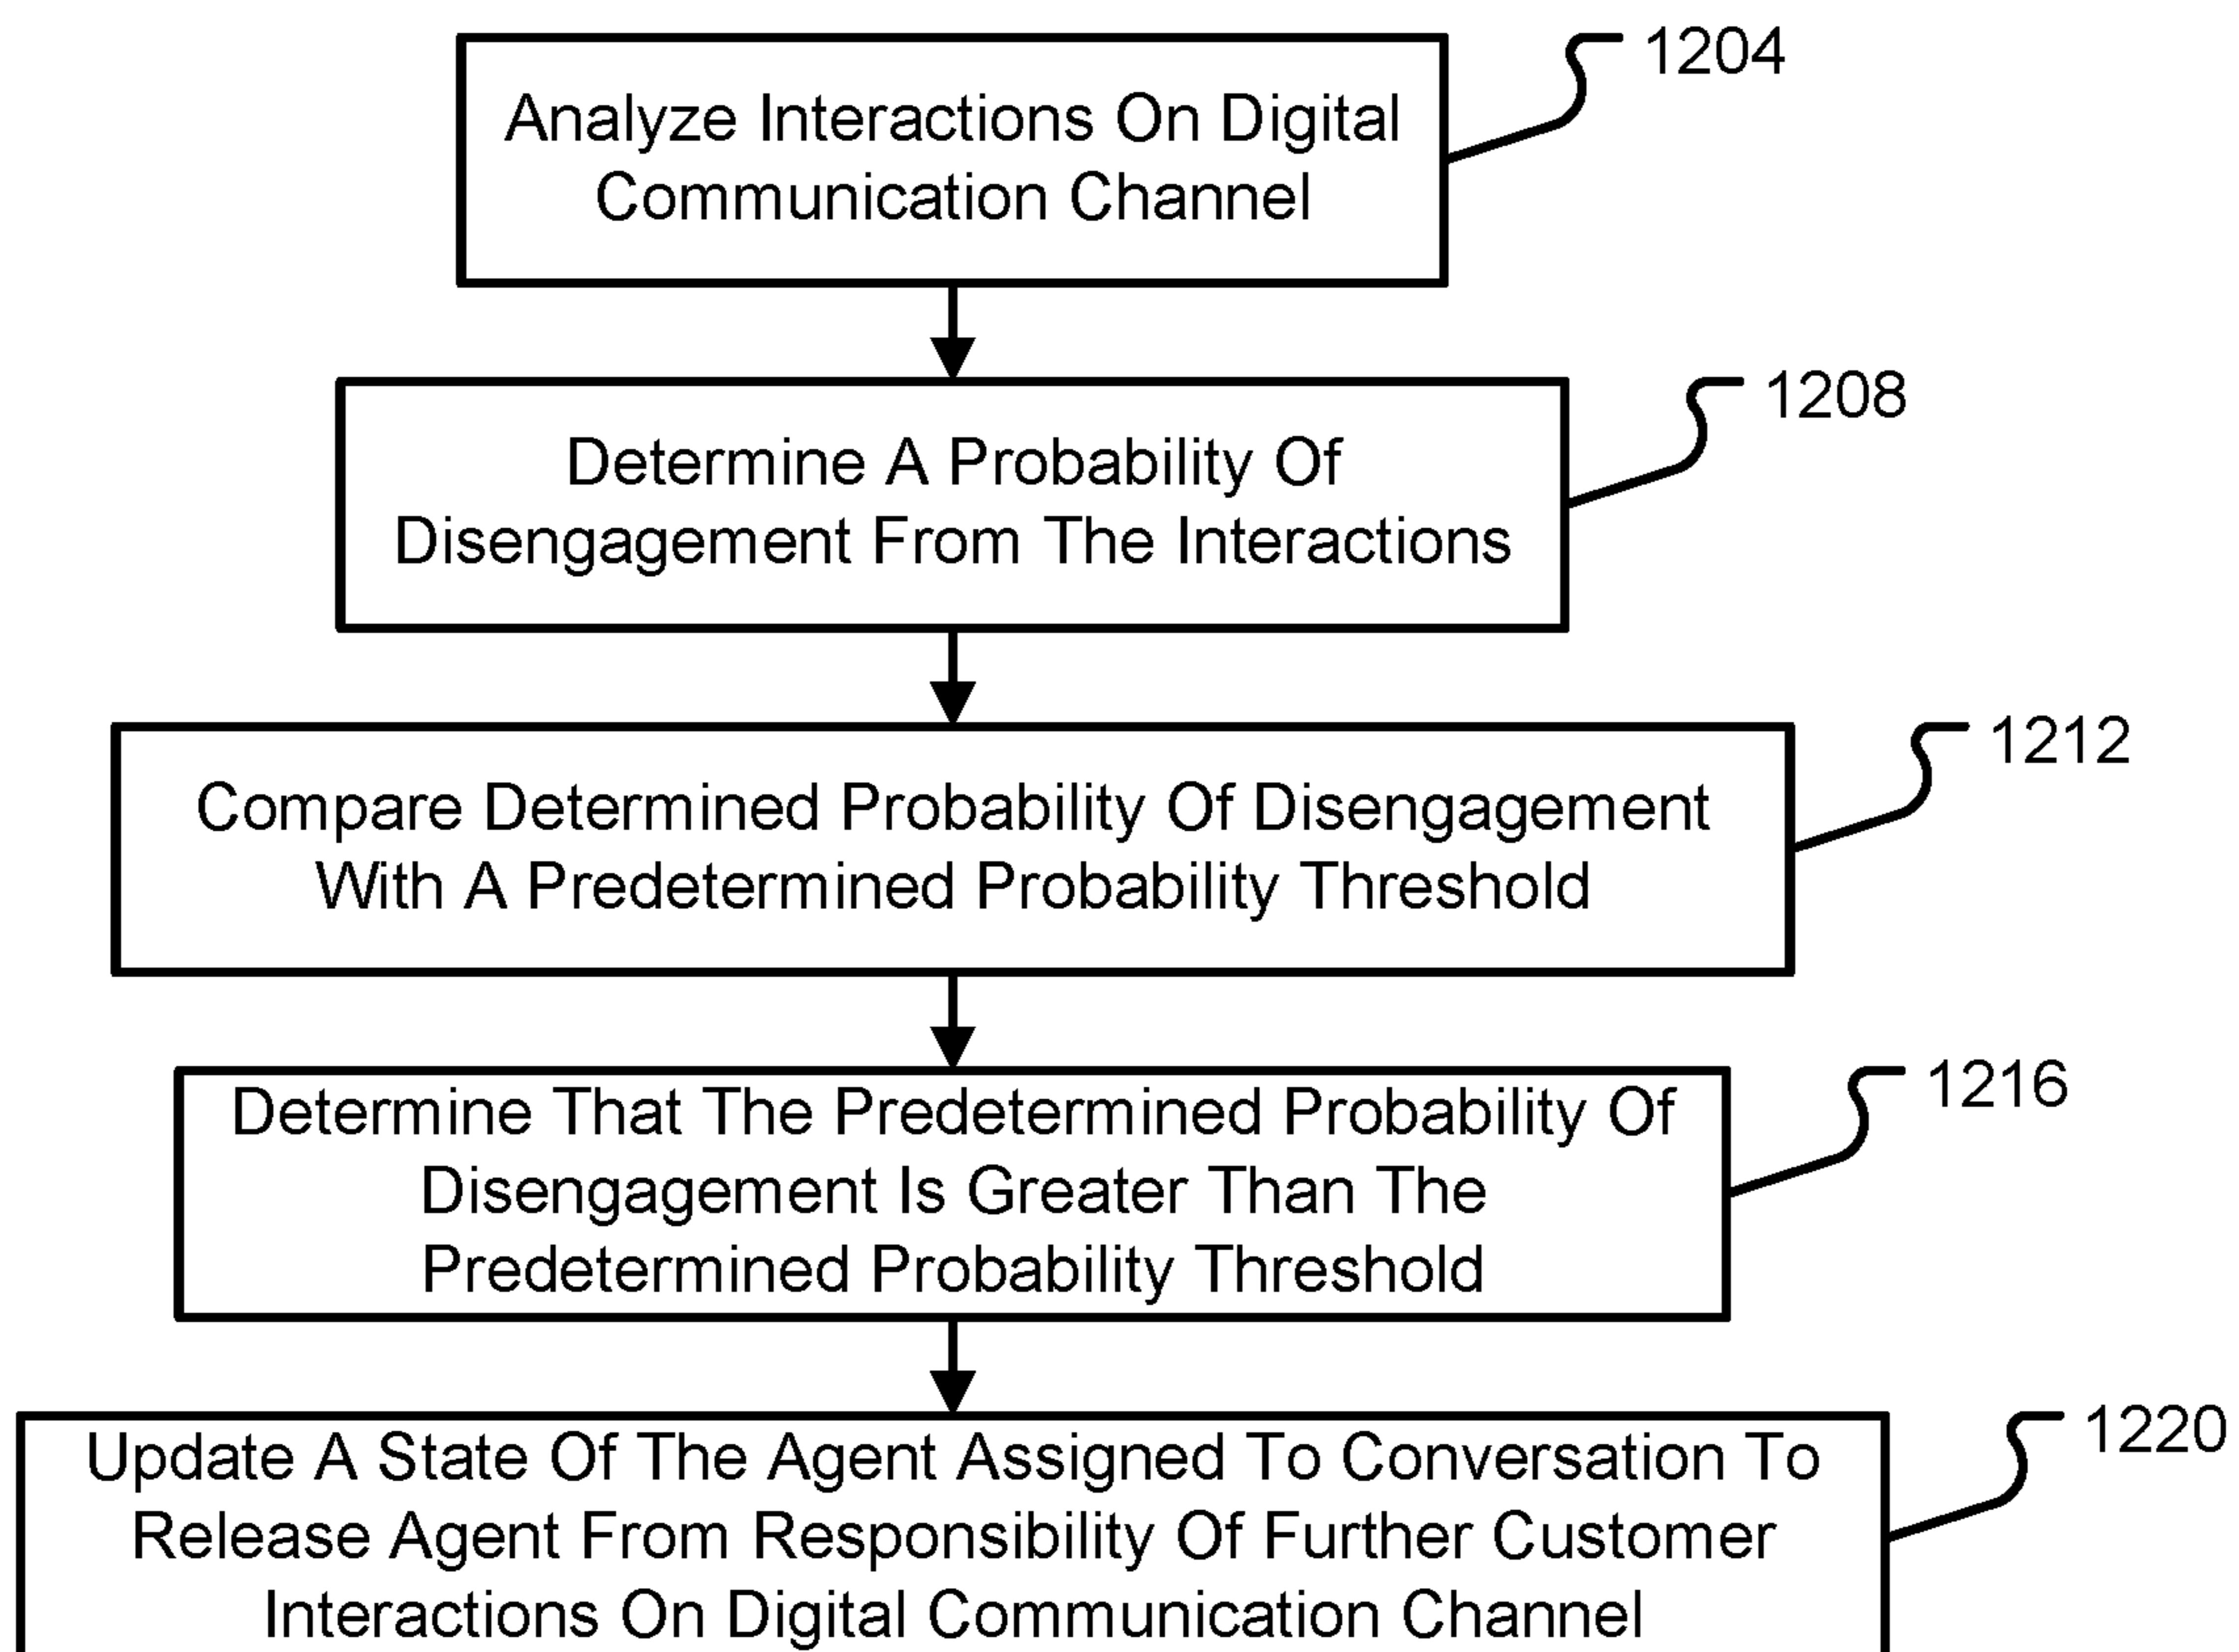 1204
Analyze Interactions On Digital
Communication Channel
1208
Determine A Probability Of
Disengagement From The Interactions
1212
Compare Determined Probability Of Disengagement
With A Predetermined Probability Threshold
1216
Determine That The Predetermined Probability Of
Disengagement Is Greater Than The
Predetermined Probability Threshold
1220
Update A State Of The Agent Assigned To Conversation To
Release Agent From Responsibility Of Further Customer
Interactions On Digital Communication Channel